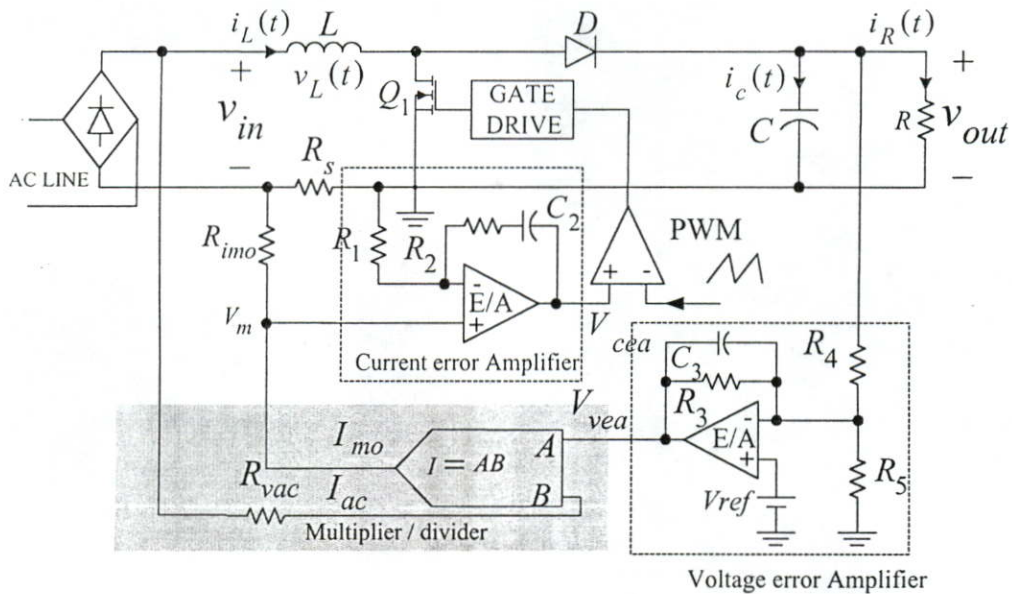 i_L(t) L D i_R(t)
+ v_L(t) Q_1 GATE DRIVE i_c(t) +
v_in C R v_out
− R_s −
AC LINE
R_imo R_1 R_2 C_2 PWM
- E/A + + -
V_m V_cea
Current error Amplifier C_3 R_4
V_vea R_3
I_mo I = AB A E/A - + R_5
R_vac I_ac B Vref
Multiplier / divider
Voltage error Amplifier